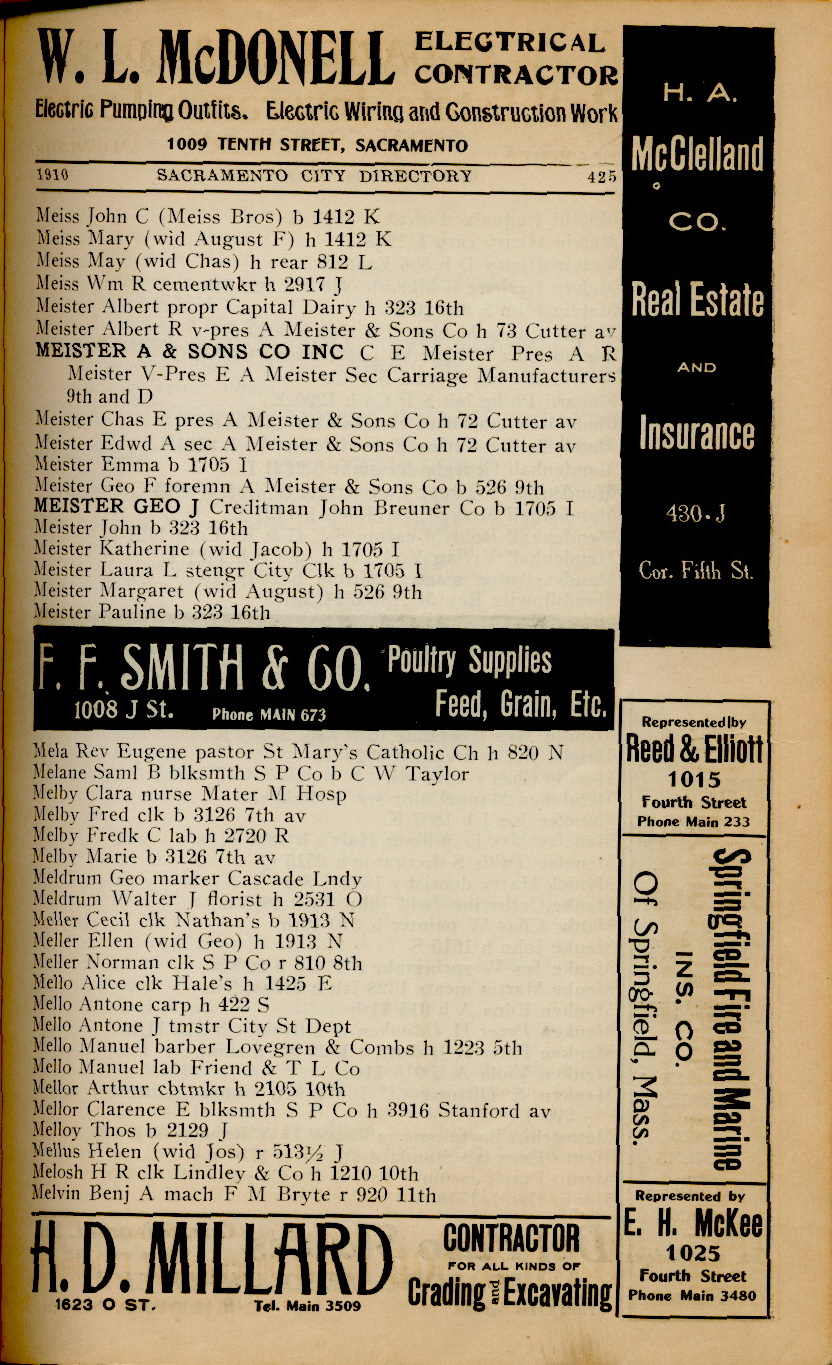 W. L. McDONELL ELECTRICAL
CONTRACTOR
Electric Pumping Outfits. Electric Wiring and Construction Work
1009 TENTH STREET, SACRAMENTO
1910 SACRAMENTO CITY DIRECTORY 425
Meiss John C (Meiss Bros) b 1412 K
Meiss Mary (wid August F) h 1412 K
Meiss May (wid Chas) h rear 812 L
Meiss Wm R cementwkr h 2917 J
Meister Albert propr Capital Dairy h 323 16th
Meister Albert R v-pres A Meister & Sons Co h 73 Cutter av
MEISTER A & SONS CO INC C E Meister Pres A R
Meister V-Pres E A Meister Sec Carriage Manufacturers
9th and D
Meister Chas E pres A Meister & Sons Co h 72 Cutter av
Meister Edwd A sec A Meister & Sons Co h 72 Cutter av
Meister Emma b 1705 I
Meister Geo F foremn A Meister & Sons Co b 526 9th
MEISTER GEO J Creditman John Breuner Co b 1705 I
Meister John b 323 16th
Meister Katherine (wid Jacob) h 1705 I
Meister Laura L stengr City Clk b 1705 I
Meister Margaret (wid August) h 526 9th
Meister Pauline b 323 16th
F. F. SMITH & CO. Poultry Supplies
Feed, Grain, Etc.
1008 J St. Phone MAIN 673
Mela Rev Eugene pastor St Mary's Catholic Ch h 820 N
Melane Saml B blksmth S P Co b C W Taylor
Melby Clara nurse Mater M Hosp
Melby Fred clk b 3126 7th av
Melby Fredk C lab h 2720 R
Melby Marie b 3126 7th av
Meldrum Geo marker Cascade Lndy
Meldrum Walter J florist h 2531 O
Meller Cecil clk Nathan's b 1913 N
Meller Ellen (wid Geo) h 1913 N
Meller Norman clk S P Co r 810 8th
Mello Alice clk Hale's h 1425 E
Mello Antone carp h 422 S
Mello Antone J tmstr City St Dept
Mello Manuel barber Lovegren & Combs h 1223 5th
Mello Manuel lab Friend & T L Co
Mellor Arthur cbtmkr h 2105 10th
Mellor Clarence E blksmth S P Co h 3916 Stanford av
Melloy Thos b 2129 J
Mellus Helen (wid Jos) r 513½ J
Melosh H R clk Lindley & Co h 1210 10th
Melvin Benj A mach F M Bryte r 920 11th
H. D. MILLARD CONTRACTOR
FOR ALL KINDS OF
Grading and Excavating
1623 O ST. Tel. Main 3509
H. A.
McClelland
CO.
Real Estate
AND
Insurance
430 J
Cor. Fifth St.
Represented by
Reed & Elliott
1015
Fourth Street
Phone Main 233
Springfield Fire and Marine
INS. CO.
Of Springfield, Mass.
Represented by
E. H. McKee
1025
Fourth Street
Phone Main 3480